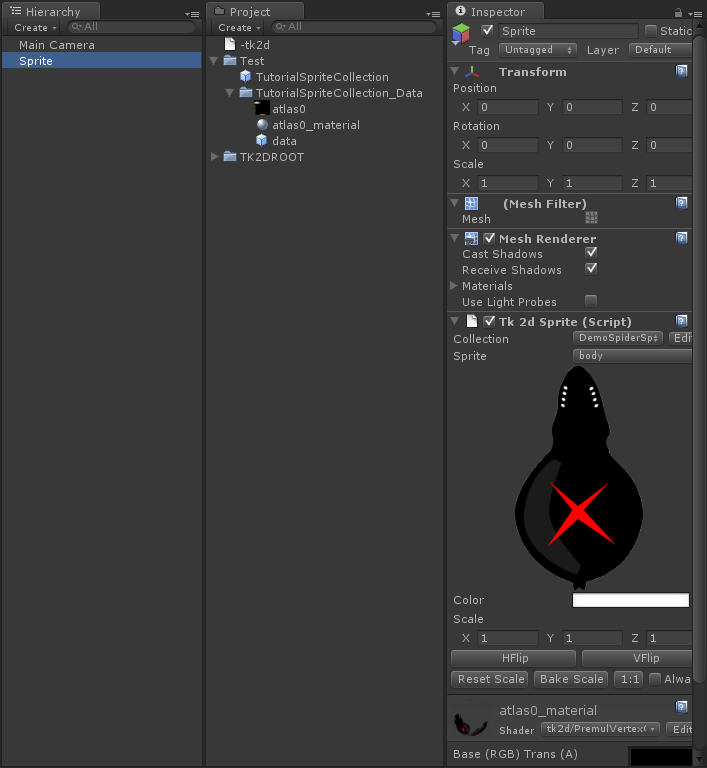 Hierarchy
Create
All
Main Camera
Sprite
Project
Create
All
-tk2d
Test
TutorialSpriteCollection
TutorialSpriteCollection_Data
atlas0
atlas0_material
data
TK2DROOT
Inspector
Sprite Static
Tag Untagged Layer Default
Transform
Position
X 0 Y 0 Z 0
Rotation
X 0 Y 0 Z 0
Scale
X 1 Y 1 Z 1
(Mesh Filter)
Mesh
Mesh Renderer
Cast Shadows
Receive Shadows
Materials
Use Light Probes
Tk 2d Sprite (Script)
Collection DemoSpiderSp Edi
Sprite body
Color
Scale
X 1 Y 1 Z 1
HFlip VFlip
Reset Scale Bake Scale 1:1 Alwa
atlas0_material
Shader tk2d/PremulVertexC Edit
Base (RGB) Trans (A)